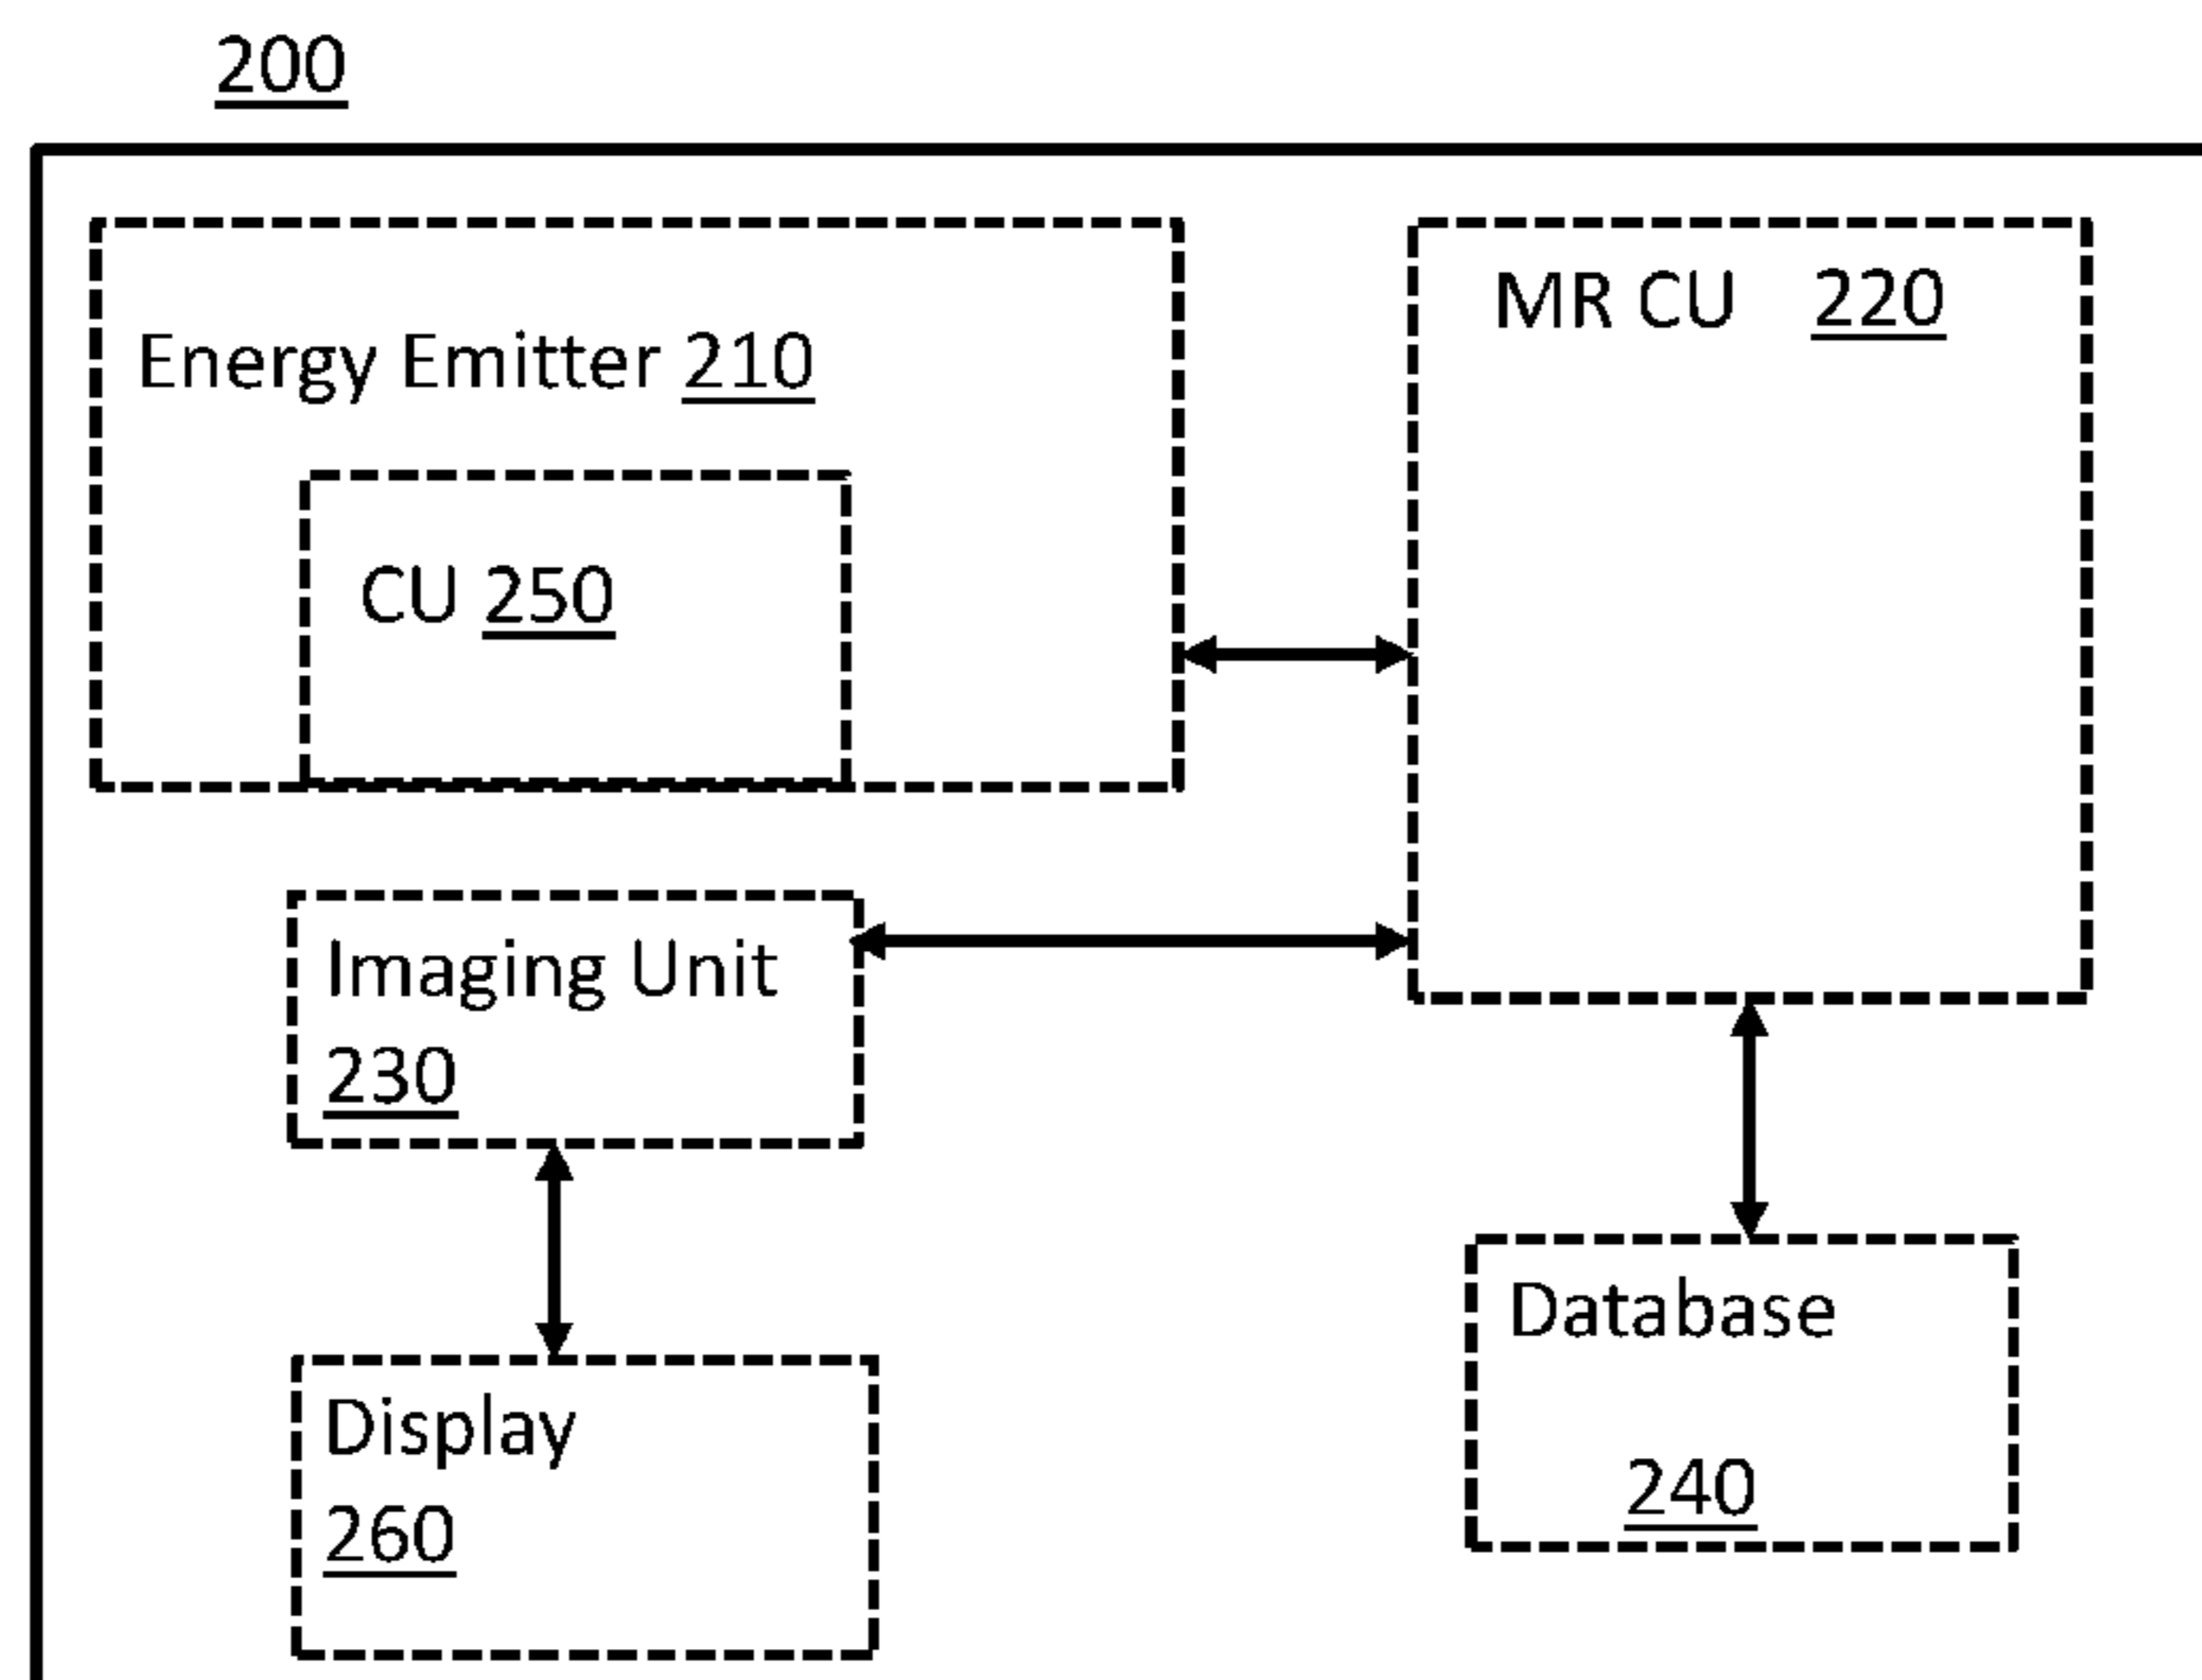 200
Energy Emitter 210
MR CU 220
CU 250
Imaging Unit
230
Database
240
Display
260